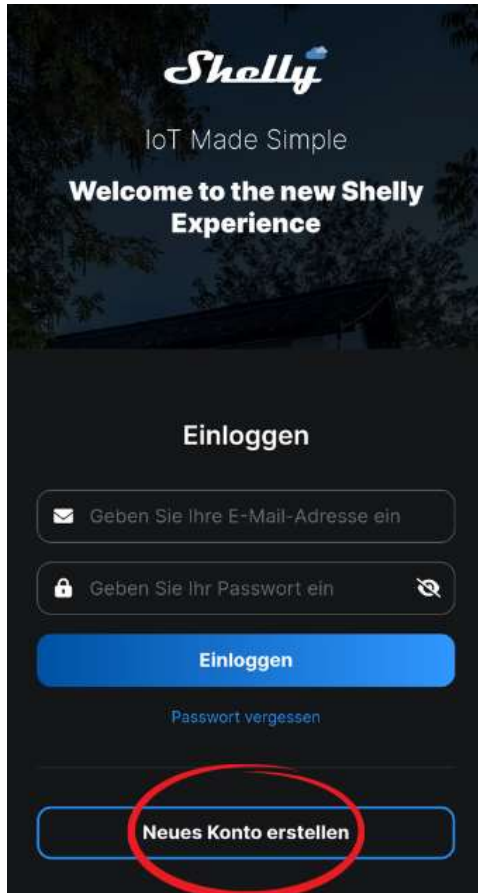 Shelly
IoT Made Simple
Welcome to the new Shelly
Experience
Einloggen
Geben Sie Ihre E-Mail-Adresse ein
Geben Sie Ihr Passwort ein
Einloggen
Passwort vergessen
Neues Konto erstellen